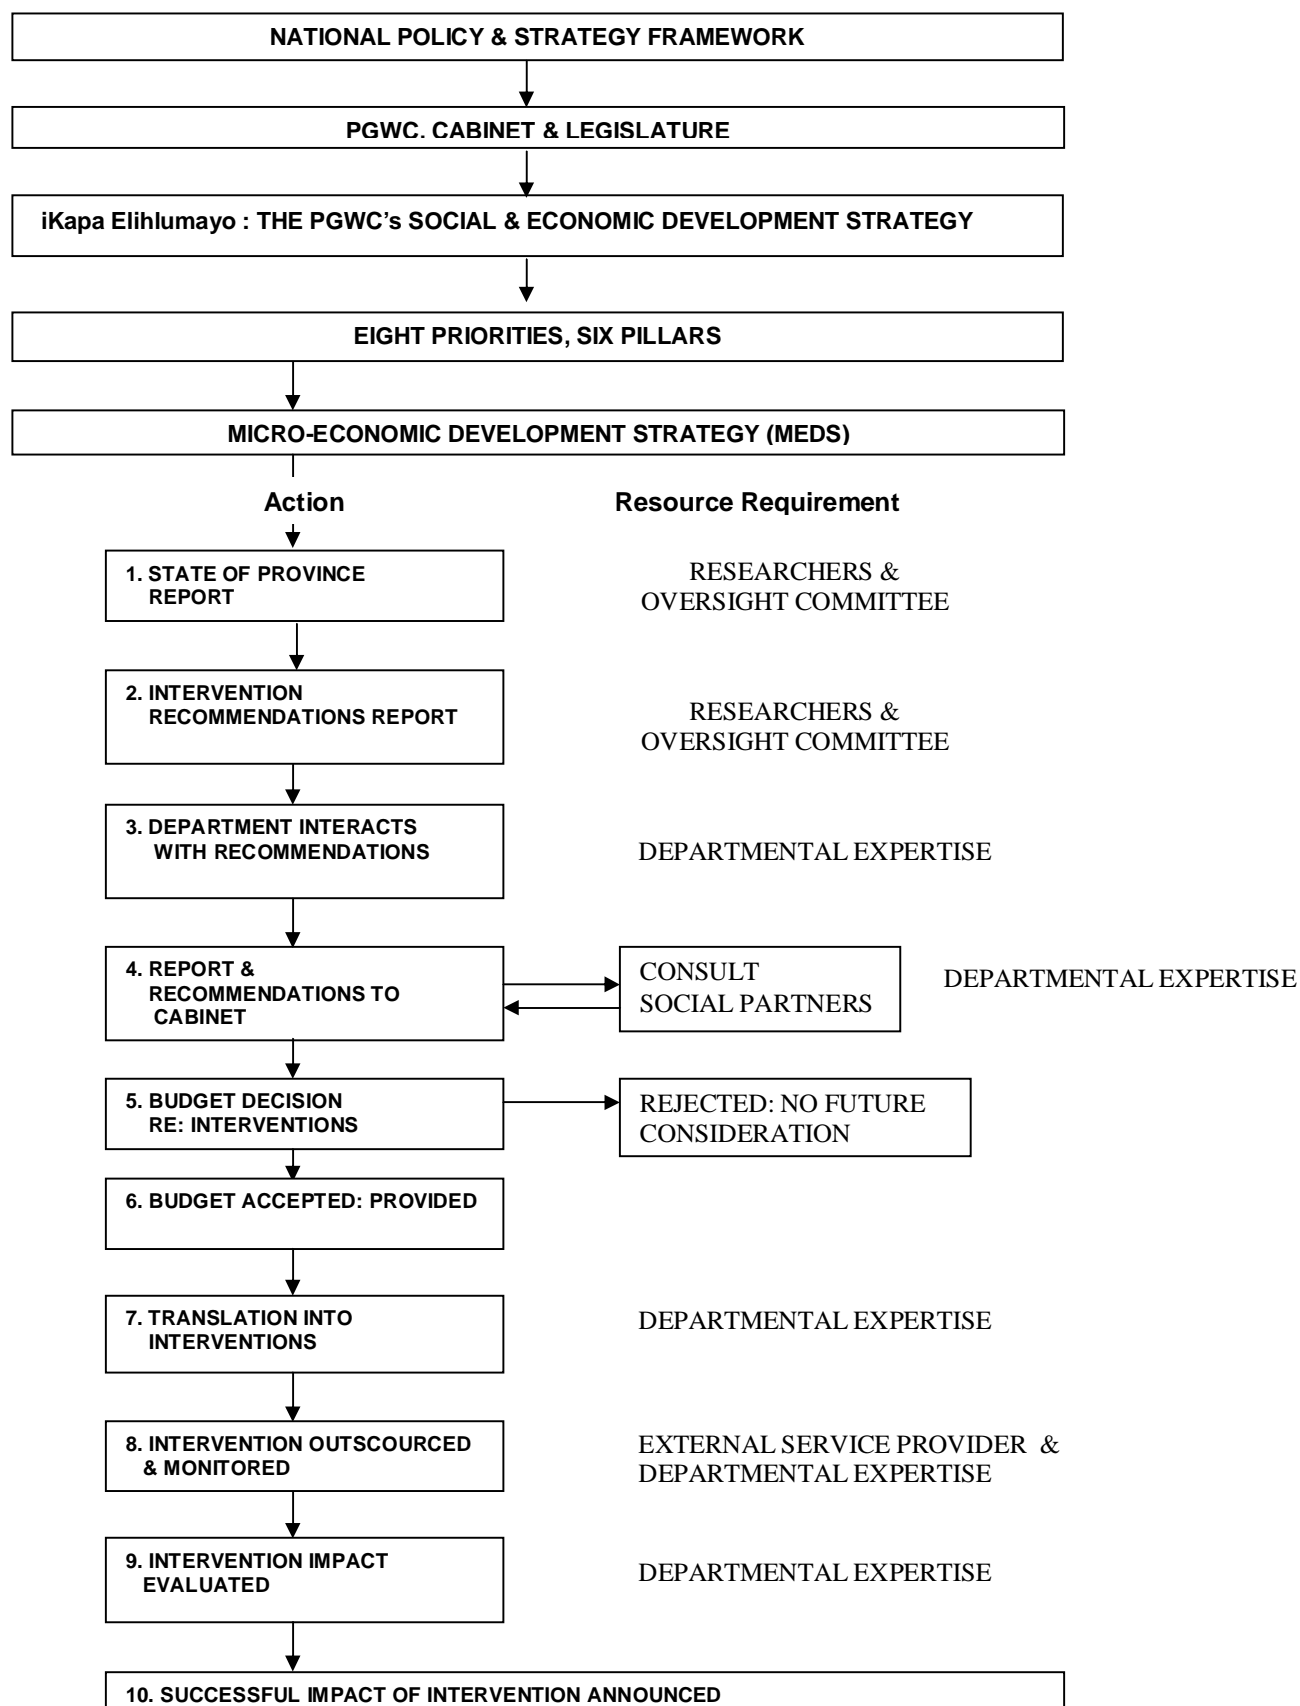 NATIONAL POLICY & STRATEGY FRAMEWORK
PGWC. CABINET & LEGISLATURE
iKapa Elihlumayo : THE PGWC's SOCIAL & ECONOMIC DEVELOPMENT STRATEGY
EIGHT PRIORITIES, SIX PILLARS
MICRO-ECONOMIC DEVELOPMENT STRATEGY (MEDS)
Action Resource Requirement
1. STATE OF PROVINCE
REPORT
RESEARCHERS &
OVERSIGHT COMMITTEE
2. INTERVENTION
RECOMMENDATIONS REPORT
RESEARCHERS &
OVERSIGHT COMMITTEE
3. DEPARTMENT INTERACTS
WITH RECOMMENDATIONS
DEPARTMENTAL EXPERTISE
4. REPORT &
RECOMMENDATIONS TO
CABINET
CONSULT
SOCIAL PARTNERS
DEPARTMENTAL EXPERTISE
5. BUDGET DECISION
RE: INTERVENTIONS
REJECTED: NO FUTURE
CONSIDERATION
6. BUDGET ACCEPTED: PROVIDED
7. TRANSLATION INTO
INTERVENTIONS
DEPARTMENTAL EXPERTISE
8. INTERVENTION OUTSCOURCED
& MONITORED
EXTERNAL SERVICE PROVIDER &
DEPARTMENTAL EXPERTISE
9. INTERVENTION IMPACT
EVALUATED
DEPARTMENTAL EXPERTISE
10. SUCCESSFUL IMPACT OF INTERVENTION ANNOUNCED